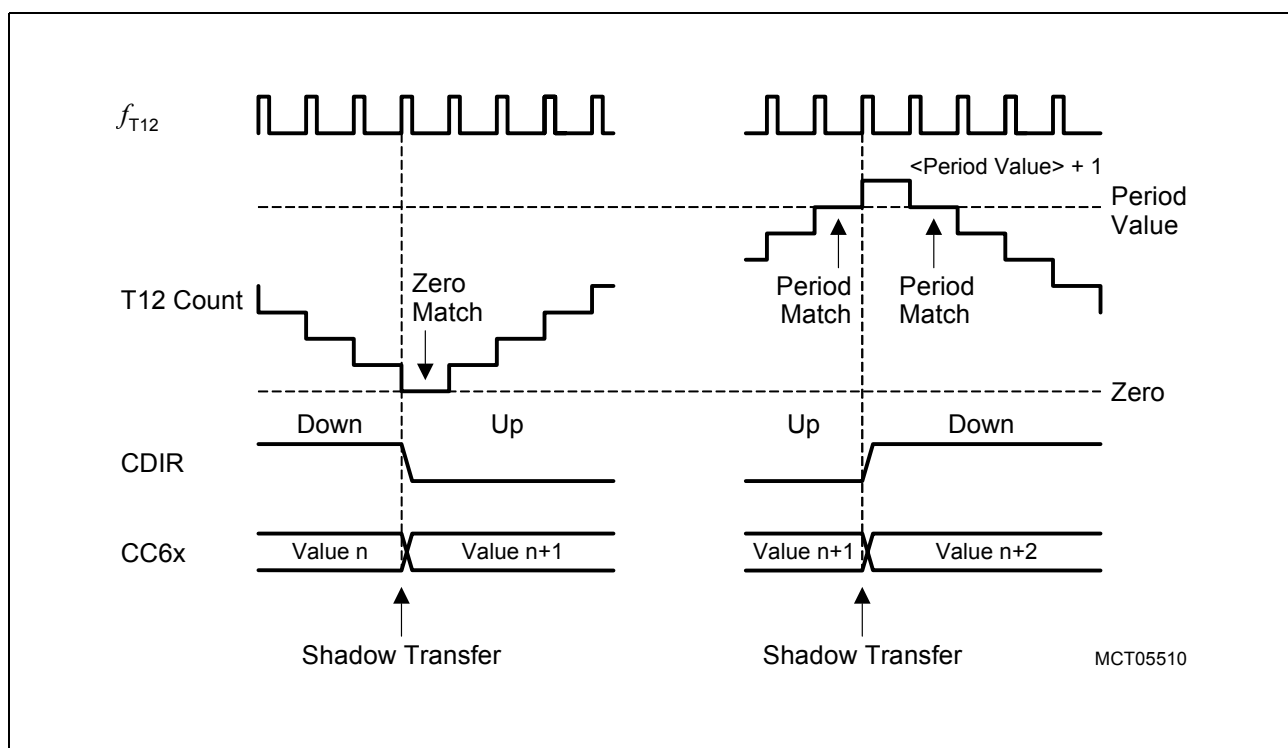 fT12
<Period Value> + 1
Period
Value
Zero
Match
Period
Match
Period
Match
T12 Count
Zero
Down
Up
Up
Down
CDIR
CC6x
Value n
Value n+1
Value n+1
Value n+2
Shadow Transfer
Shadow Transfer
MCT05510